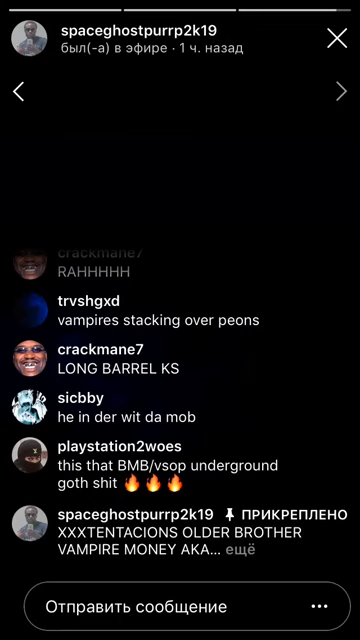 spaceghostpurrp2k19
был(-а) в эфире · 1 ч. назад
crackmane7
RAHHHHH
trvshgxd
vampires stacking over peons
crackmane7
LONG BARREL KS
sicbby
he in der wit da mob
playstation2woes
this that BMB/vsop underground
goth shit 🔥🔥🔥
spaceghostpurrp2k19 📌 ПРИКРЕПЛЕНО
XXXTENTACIONS OLDER BROTHER
VAMPIRE MONEY AKA... ещё
Отправить сообщение